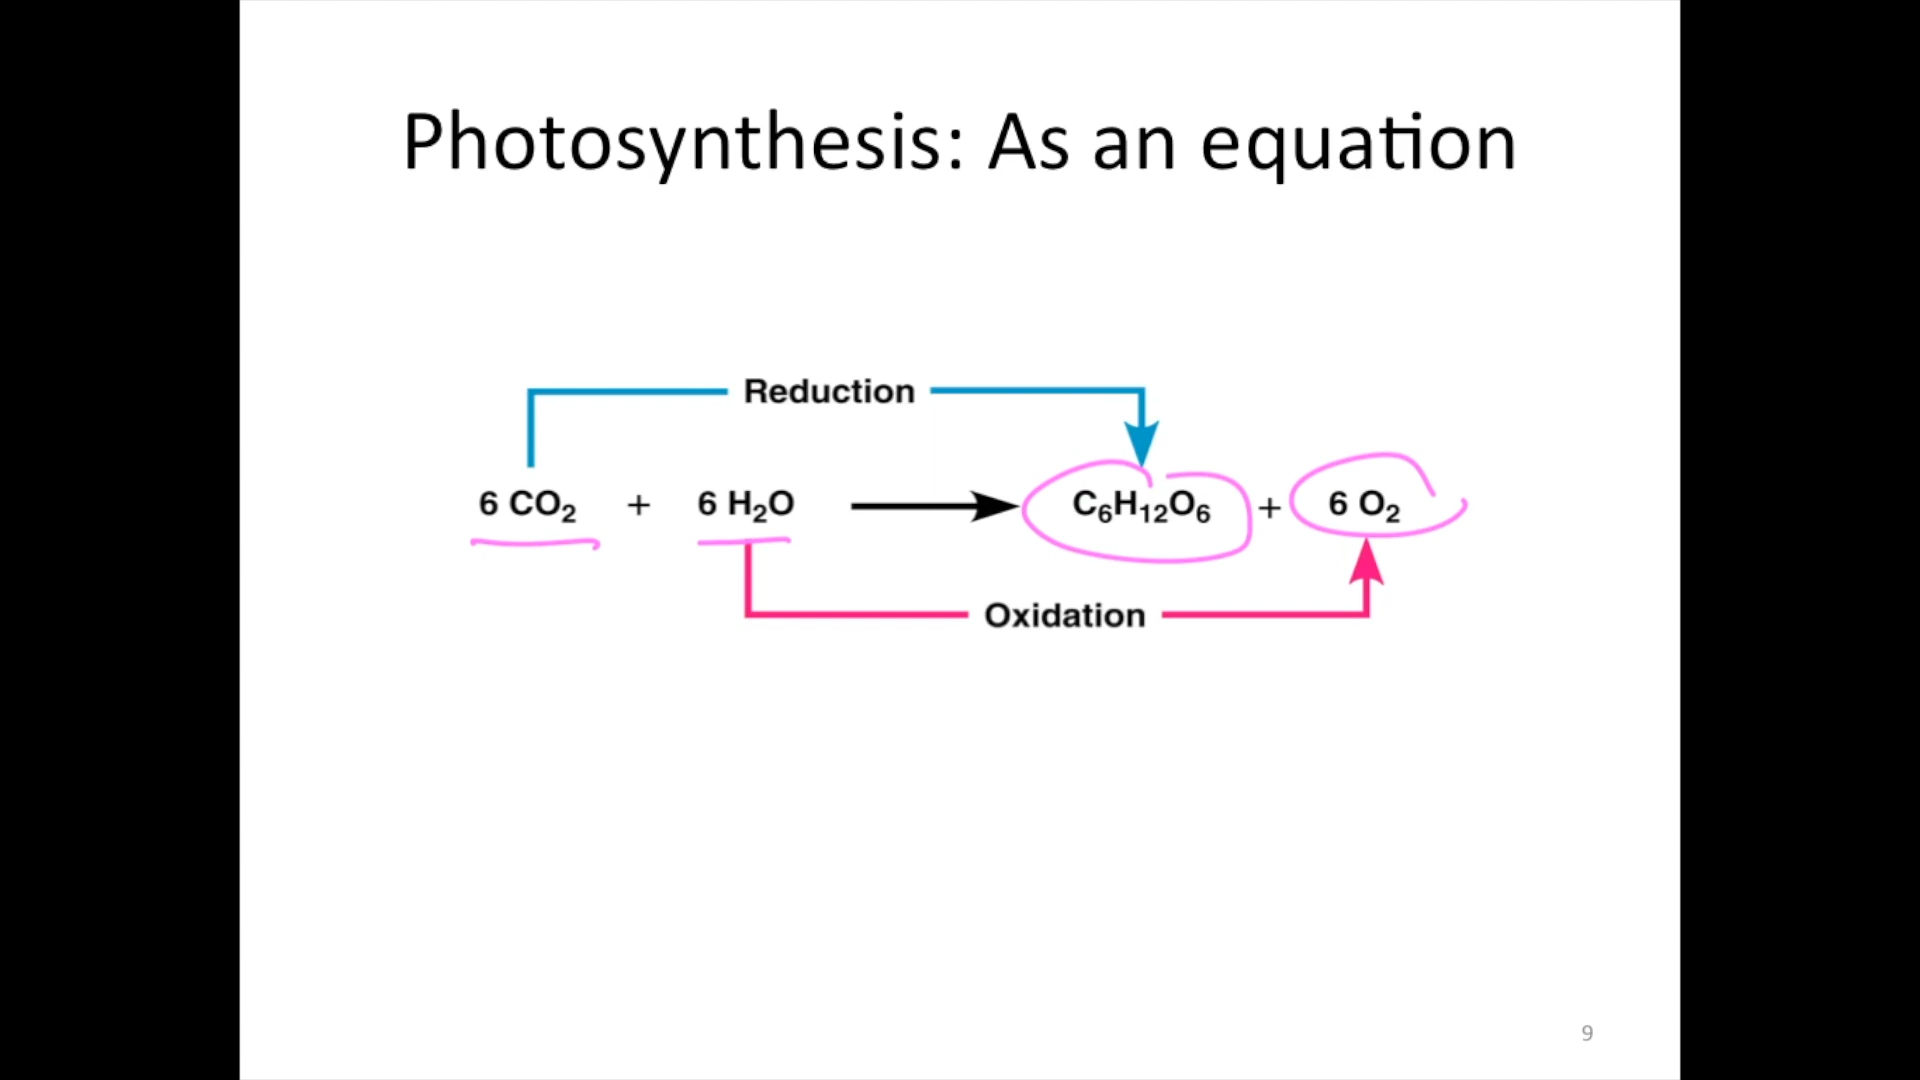 Photosynthesis: As an equation
Reduction
6 CO₂ + 6 H₂O → C₆H₁₂O₆ + 6 O₂
Oxidation
9